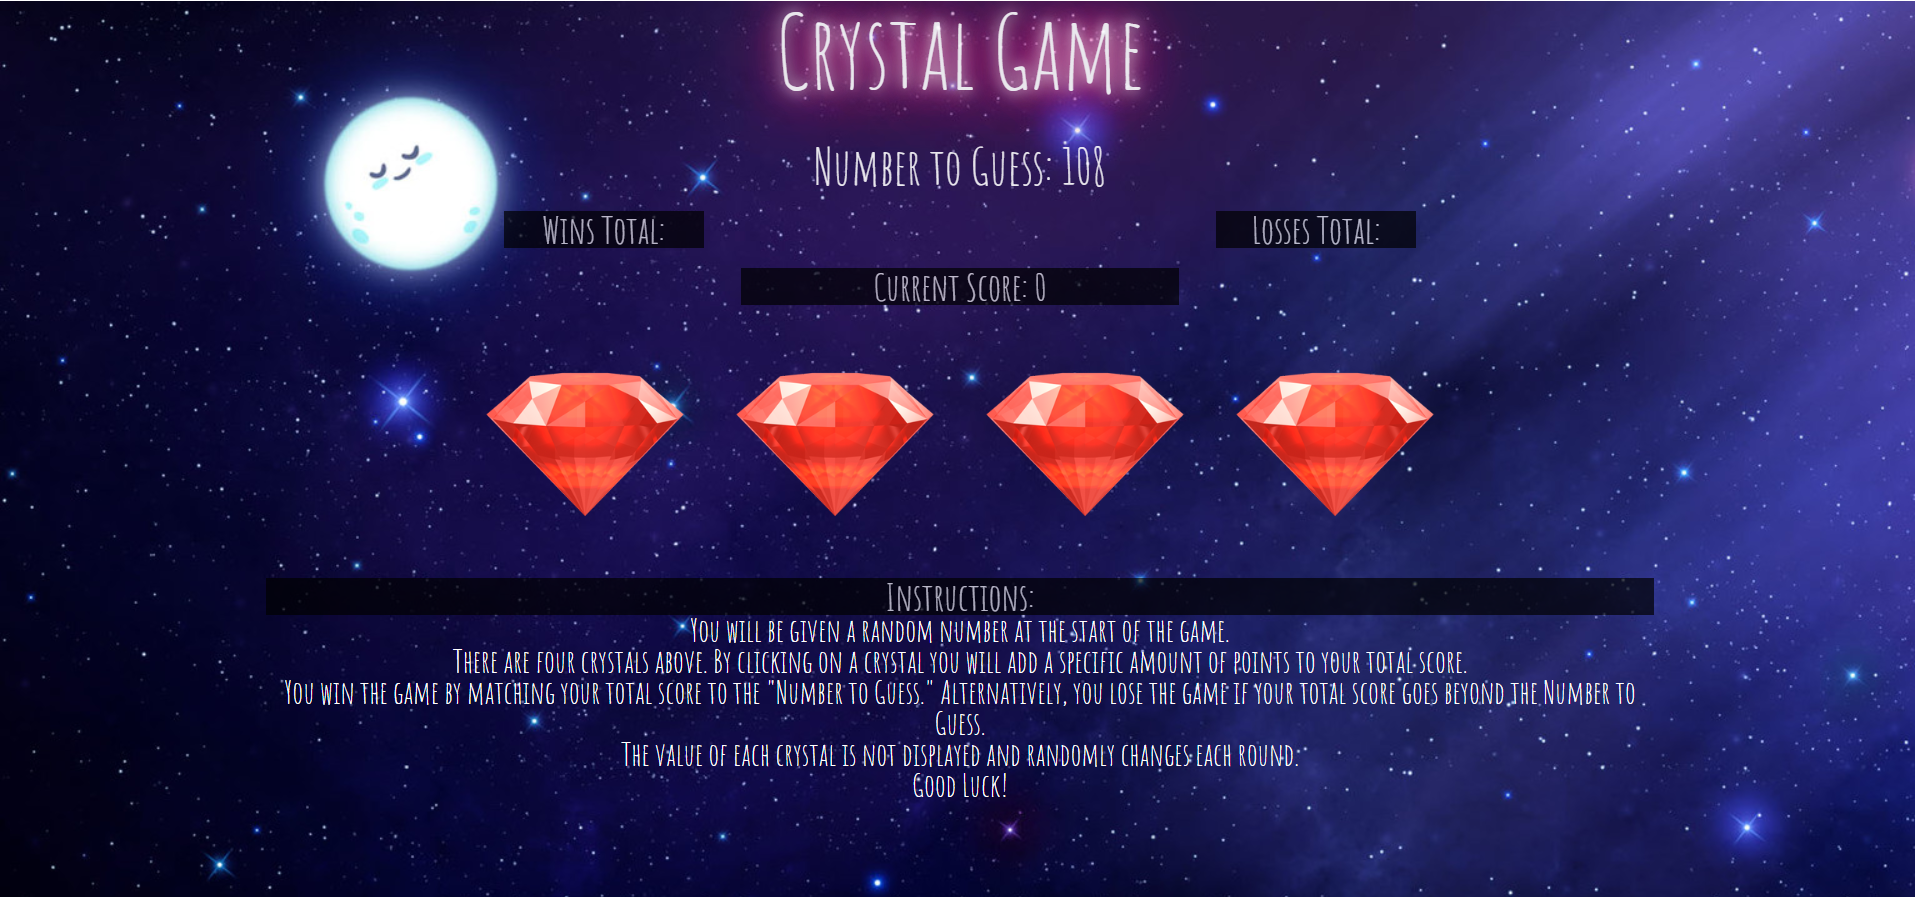 Crystal Game
Number to Guess: 108
Wins Total:
Losses Total:
Current Score: 0
Instructions:
You will be given a random number at the start of the game.
There are four crystals above. By clicking on a crystal you will add a specific amount of points to your total score.
You win the game by matching your total score to the "Number to Guess." Alternatively, you lose the game if your total score goes beyond the Number to
Guess.
The value of each crystal is not displayed and randomly changes each round.
Good Luck!